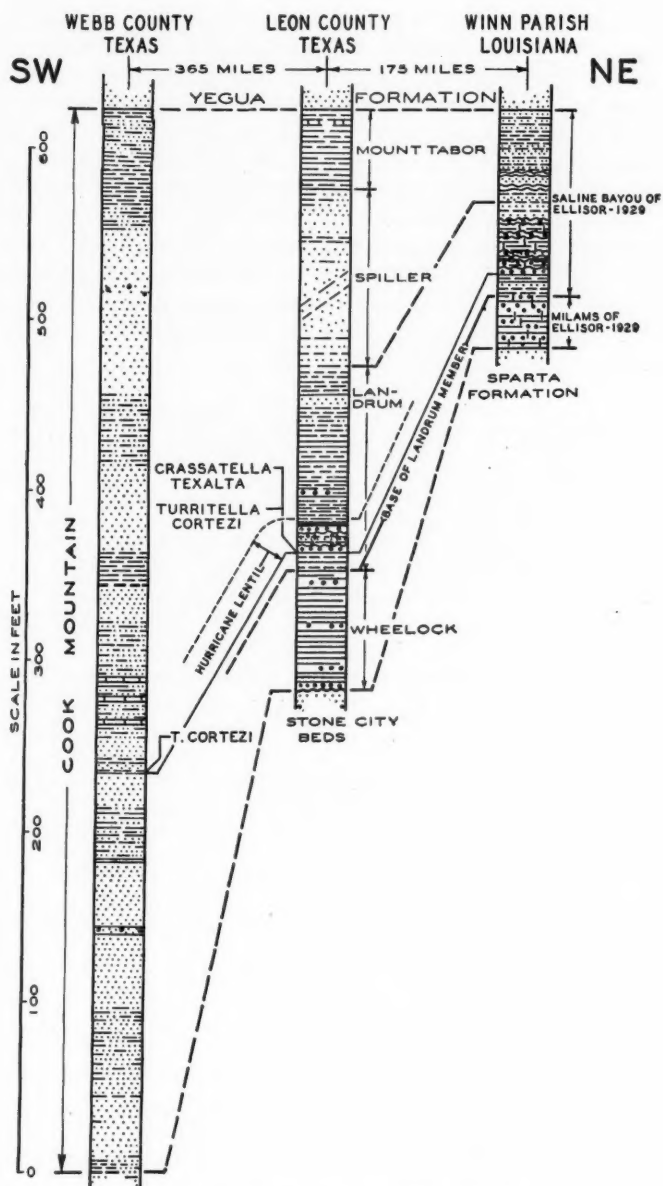 WEBB COUNTY
TEXAS
LEON COUNTY
TEXAS
WINN PARISH
LOUISIANA
SW
365 MILES
175 MILES
NE
YEGUA FORMATION
MOUNT TABOR
SPILLER
LAN-
DRUM
SALINE BAYOU OF
ELLISOR-1929
MILAMS OF
ELLISOR-1929
SPARTA
FORMATION
(BASE OF LANDRUM MEMBER)
CRASSATELLA
TEXALTA
TURRITELLA
CORTEZI
HURRICANE LENTIL
WHEELOCK
STONE CITY
BEDS
T. CORTEZI
COOK MOUNTAIN
SCALE IN FEET
600
500
400
300
200
100
0